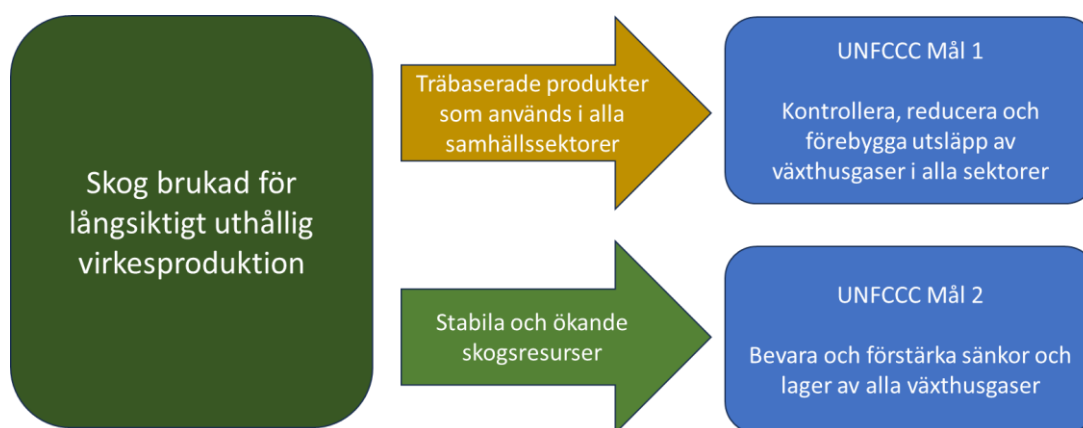 Skog brukad för
långsiktigt uthållig
virkesproduktion
Träbaserade produkter
som används i alla
samhällssektorer
UNFCCC Mål 1
Kontrollera, reducera och
förebygga utsläpp av
växthusgaser i alla sektorer
Stabila och ökande
skogsresurser
UNFCCC Mål 2
Bevara och förstärka sänkor och
lager av alla växthusgaser